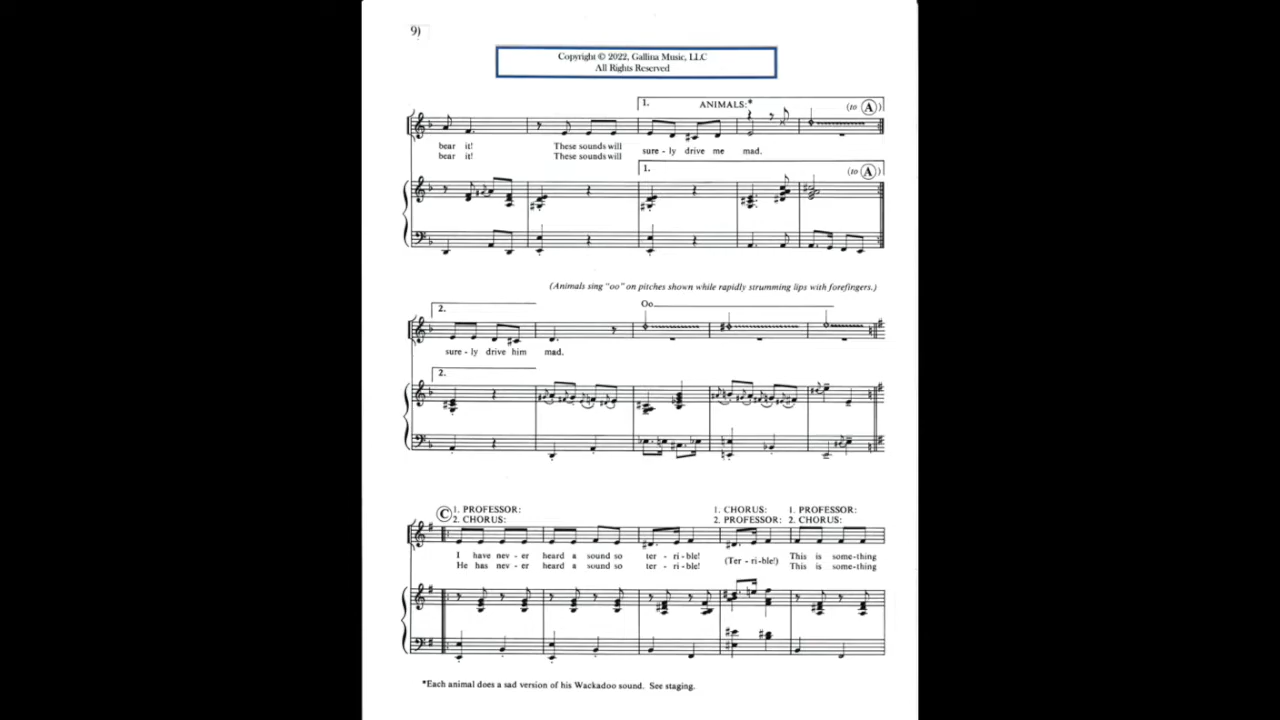 9)
Copyright © 2022, Gallina Music, LLC
All Rights Reserved
1. ANIMALS:* (to A)
bear it! These sounds will sure - ly drive me mad.
bear it! These sounds will
1. (to A)
(Animals sing "oo" on pitches shown while rapidly strumming lips with forefingers.)
2. Oo
sure - ly drive him mad.
2.
C 1. PROFESSOR: 1. CHORUS: 1. PROFESSOR:
2. CHORUS: 2. PROFESSOR: 2. CHORUS:
I have nev - er heard a sound so ter - ri - ble! (Ter - ri - ble!) This is some-thing
He has nev - er heard a sound so ter - ri - ble! This is some-thing
*Each animal does a sad version of his Wackadoo sound. See staging.